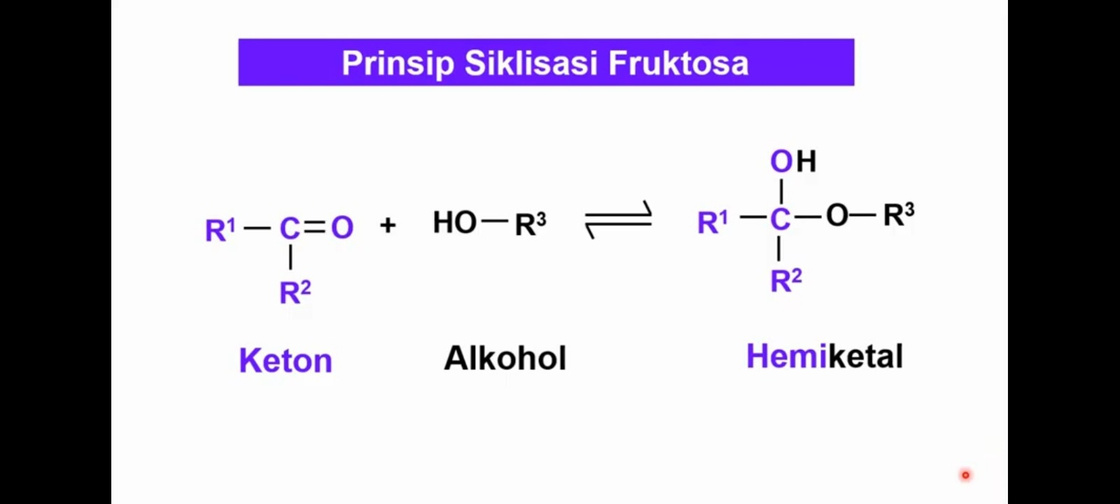 Prinsip Siklisasi Fruktosa
OH
R¹ — C = O + HO — R³ ⇌ R¹ — C — O — R³
R² R²
Keton Alkohol Hemiketal